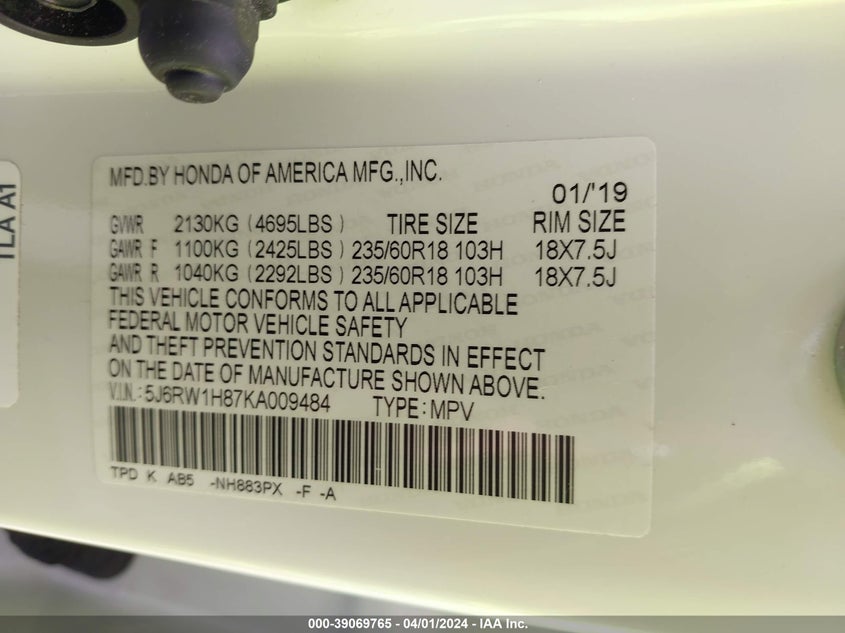 TLA A1
MFD.BY HONDA OF AMERICA MFG.,INC.
01/'19
GVWR 2130KG (4695LBS) TIRE SIZE RIM SIZE
GAWR F 1100KG (2425LBS) 235/60R18 103H 18X7.5J
GAWR R 1040KG (2292LBS) 235/60R18 103H 18X7.5J
THIS VEHICLE CONFORMS TO ALL APPLICABLE
FEDERAL MOTOR VEHICLE SAFETY
AND THEFT PREVENTION STANDARDS IN EFFECT
ON THE DATE OF MANUFACTURE SHOWN ABOVE.
V.I.N.: 5J6RW1H87KA009484 TYPE: MPV
TPD K AB5 -NH883PX -F -A
000-39069765 - 04/01/2024 - IAA Inc.